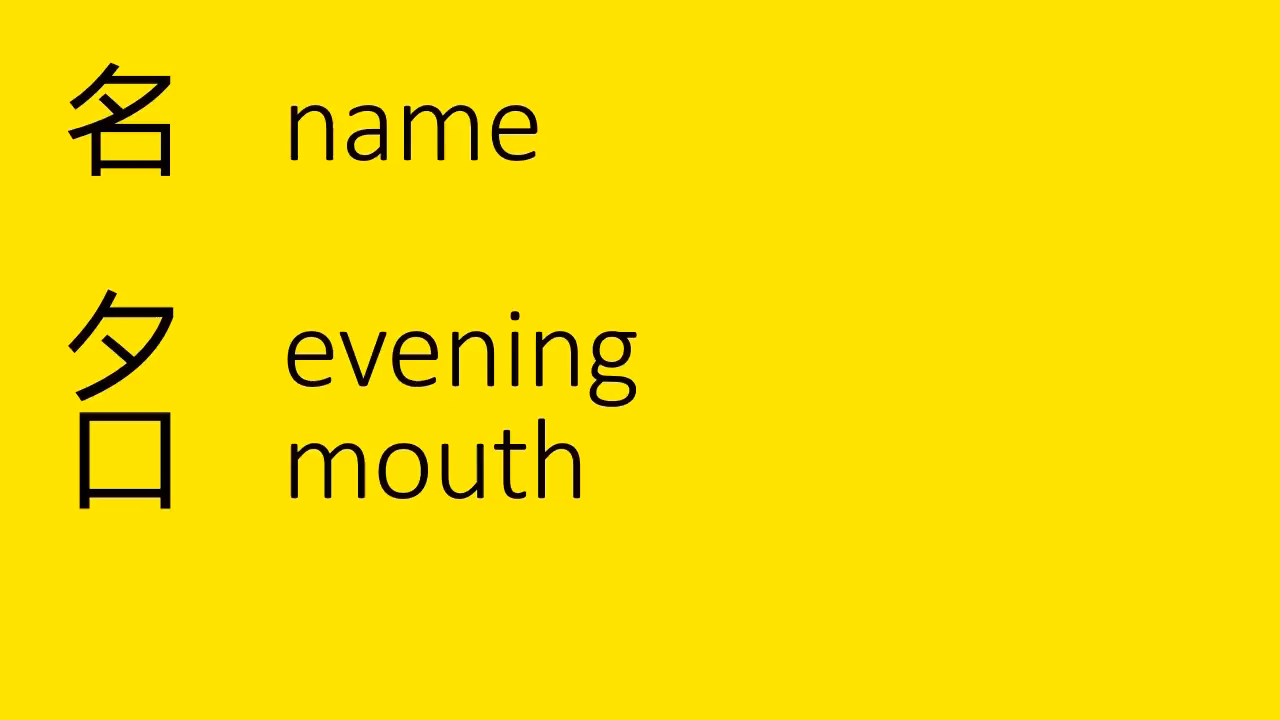 名 name
夕 evening
口 mouth